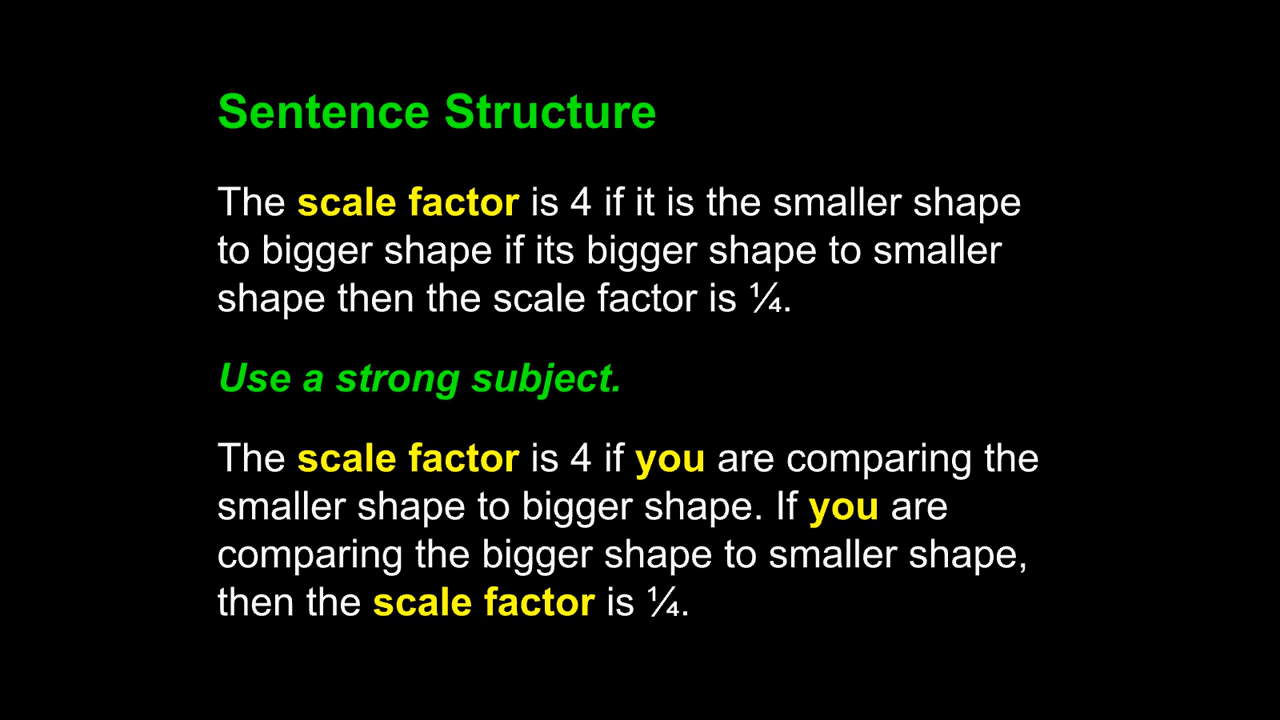 Sentence Structure
The scale factor is 4 if it is the smaller shape
to bigger shape if its bigger shape to smaller
shape then the scale factor is ¼.
Use a strong subject.
The scale factor is 4 if you are comparing the
smaller shape to bigger shape. If you are
comparing the bigger shape to smaller shape,
then the scale factor is ¼.